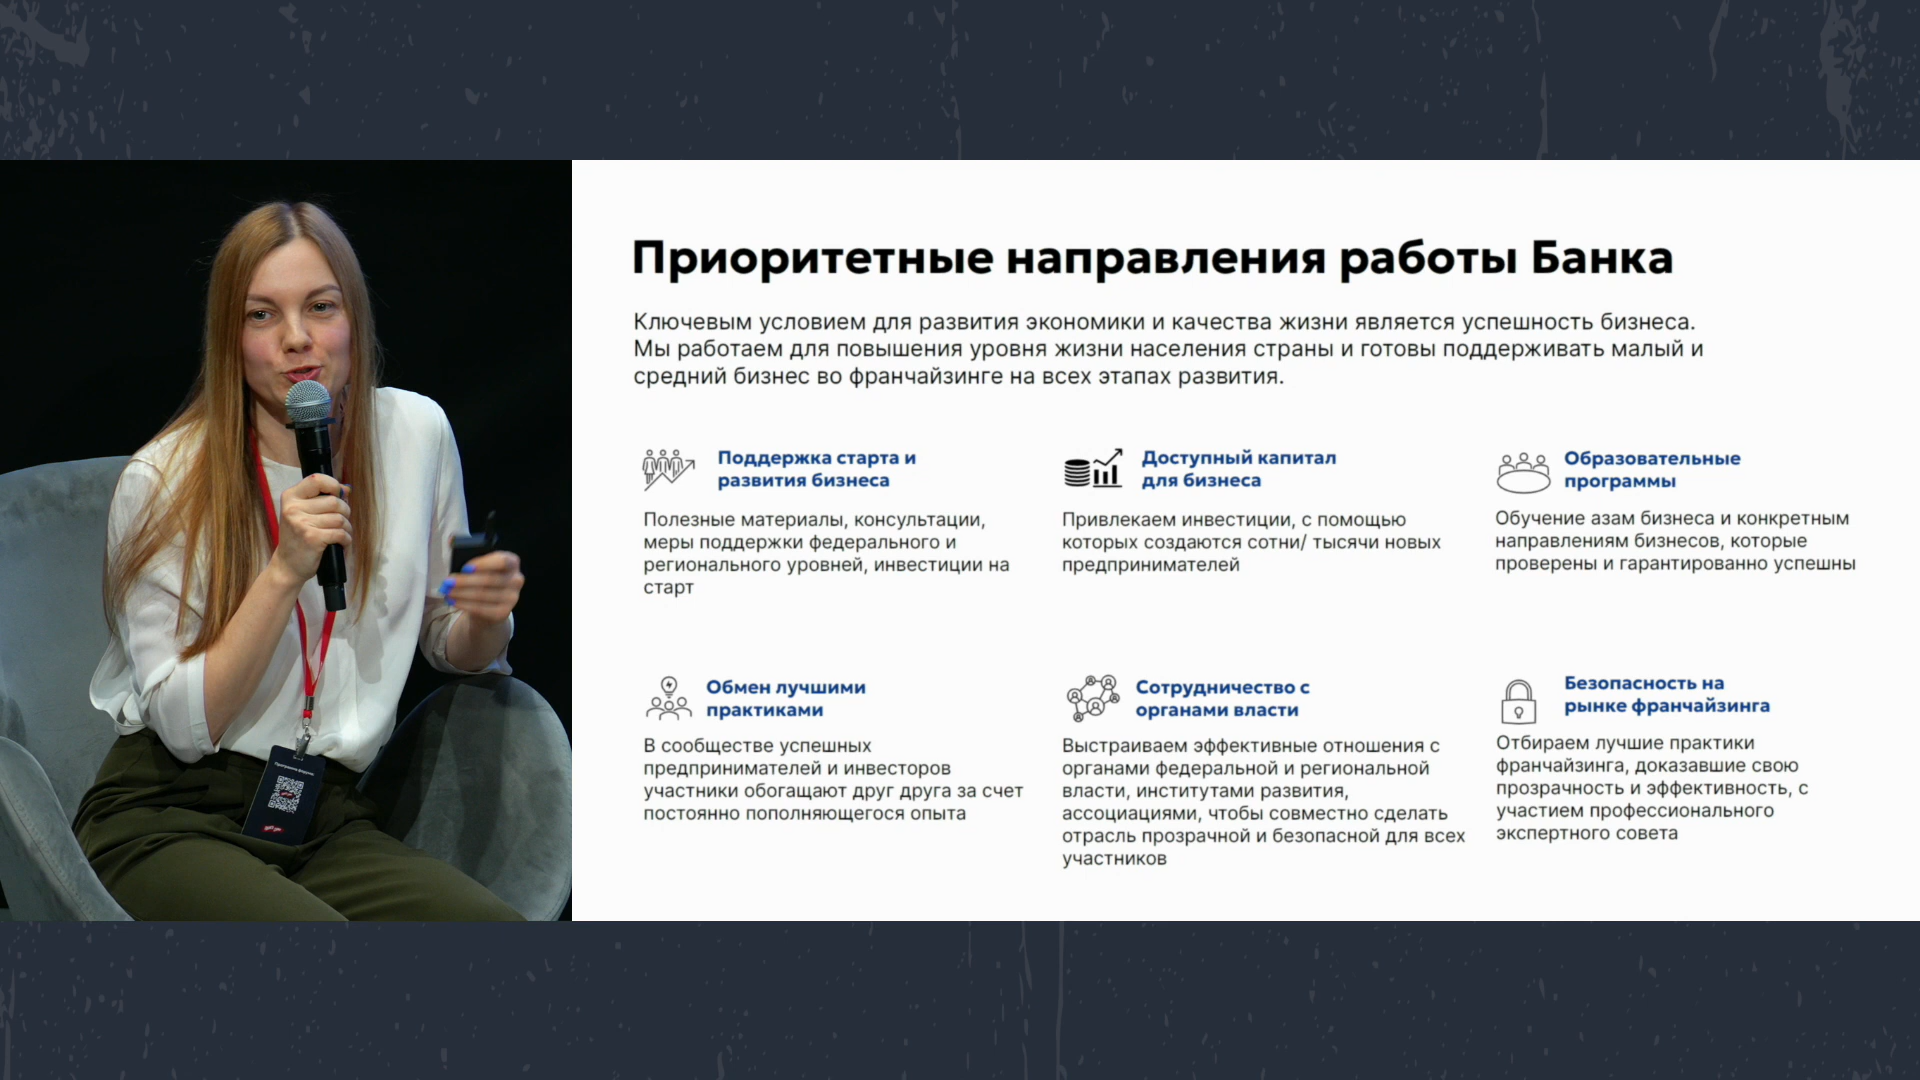 Приоритетные направления работы Банка
Ключевым условием для развития экономики и качества жизни является успешность бизнеса.
Мы работаем для повышения уровня жизни населения страны и готовы поддерживать малый и
средний бизнес во франчайзинге на всех этапах развития.
Поддержка старта и
развития бизнеса
Полезные материалы, консультации,
меры поддержки федерального и
регионального уровней, инвестиции на
старт
Доступный капитал
для бизнеса
Привлекаем инвестиции, с помощью
которых создаются сотни/ тысячи новых
предпринимателей
Образовательные
программы
Обучение азам бизнеса и конкретным
направлениям бизнесов, которые
проверены и гарантированно успешны
Обмен лучшими
практиками
В сообществе успешных
предпринимателей и инвесторов
участники обогащают друг друга за счет
постоянно пополняющегося опыта
Сотрудничество с
органами власти
Выстраиваем эффективные отношения с
органами федеральной и региональной
власти, институтами развития,
ассоциациями, чтобы совместно сделать
отрасль прозрачной и безопасной для всех
участников
Безопасность на
рынке франчайзинга
Отбираем лучшие практики
франчайзинга, доказавшие свою
прозрачность и эффективность, с
участием профессионального
экспертного совета
Программа форума